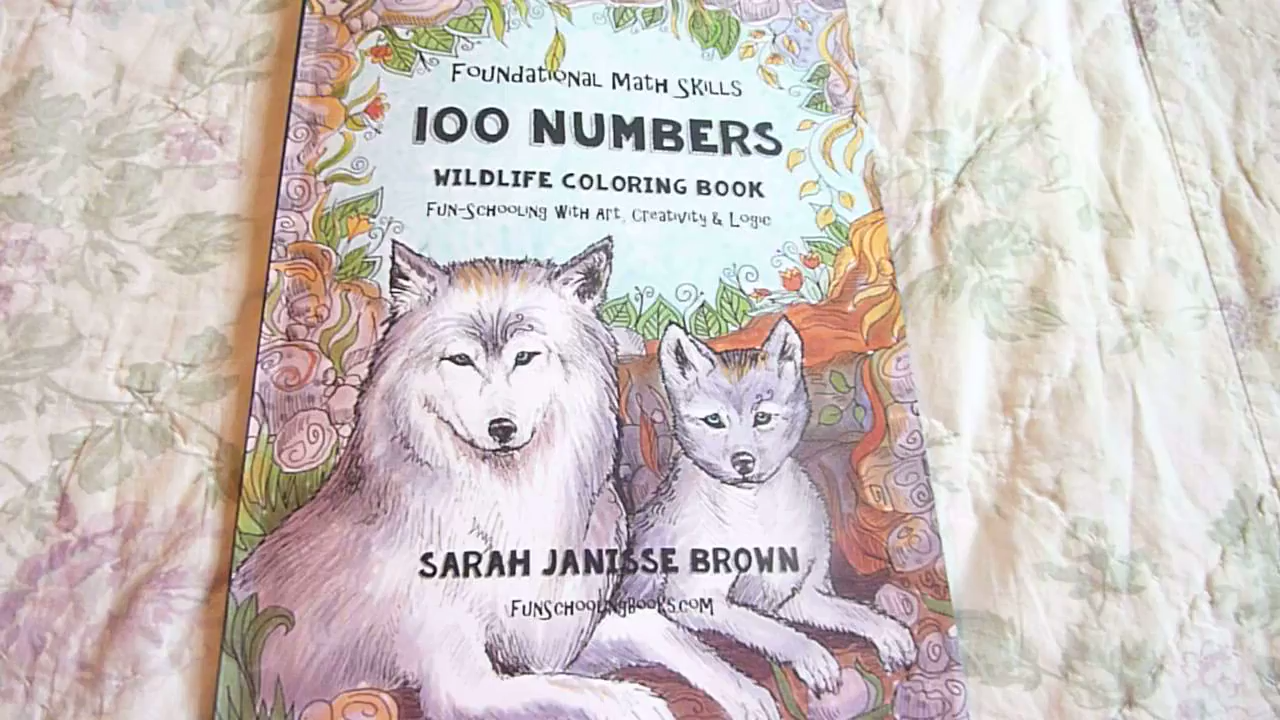 Foundational Math Skills
100 NUMBERS
WILDLIFE COLORING BOOK
Fun-Schooling With Art, Creativity & Logic
SARAH JANISSE BROWN
FunSchoolingBooks.com